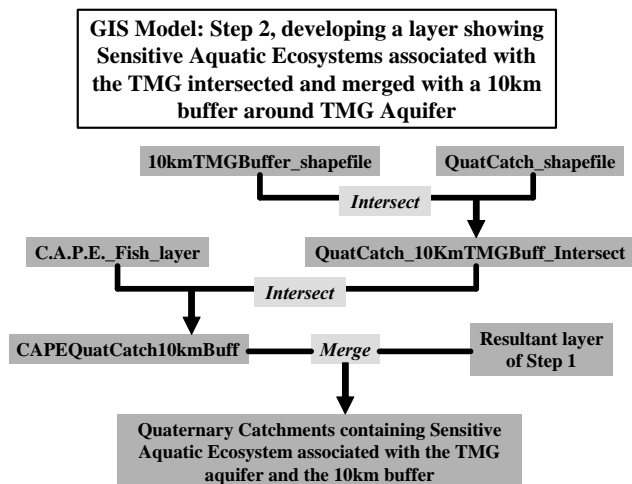 GIS Model: Step 2, developing a layer showing
Sensitive Aquatic Ecosystems associated with
the TMG intersected and merged with a 10km
buffer around TMG Aquifer
10kmTMGBuffer_shapefile
QuatCatch_shapefile
Intersect
C.A.P.E._Fish_layer
QuatCatch_10KmTMGBuff_Intersect
Intersect
CAPEQuatCatch10kmBuff
Merge
Resultant layer
of Step 1
Quaternary Catchments containing Sensitive
Aquatic Ecosystem associated with the TMG
aquifer and the 10km buffer